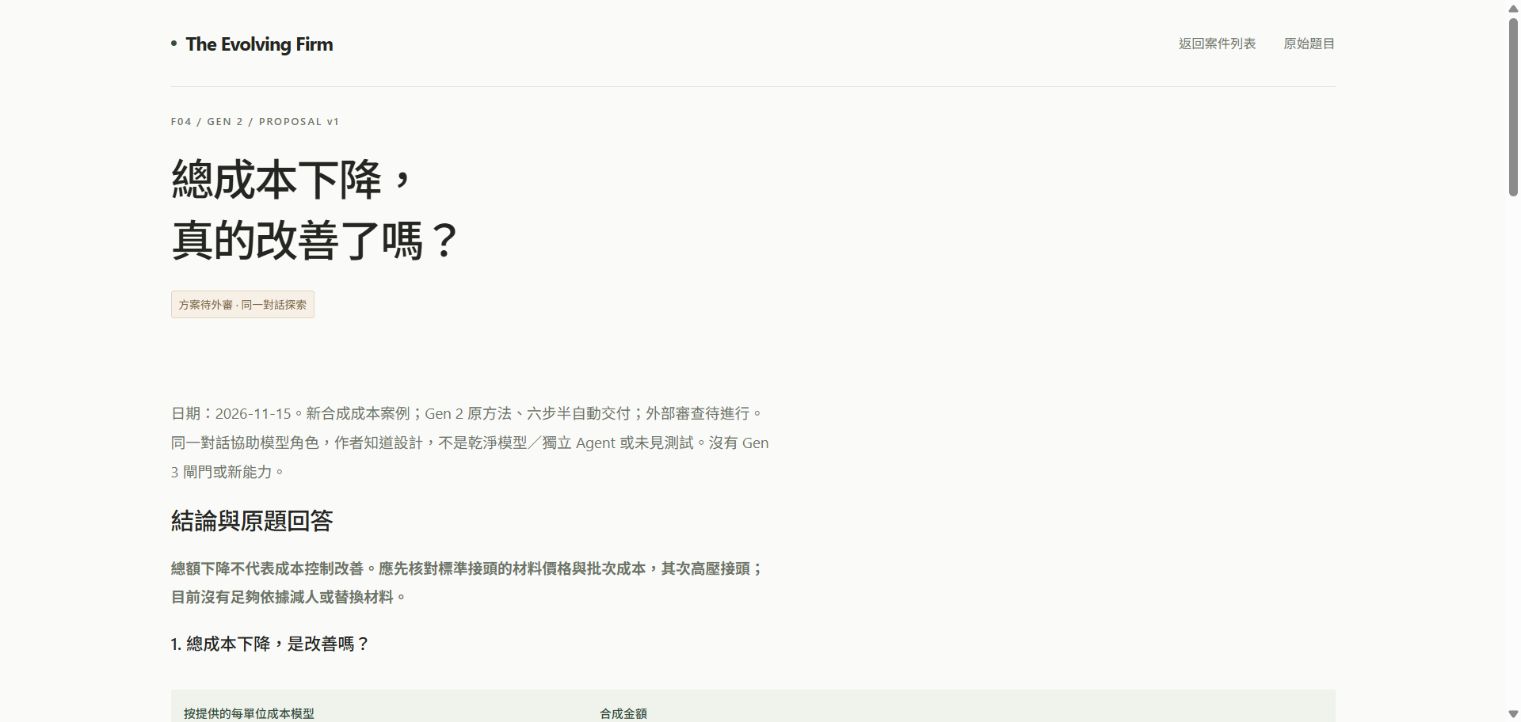 • The Evolving Firm
返回案件列表
原始題目
F04 / GEN 2 / PROPOSAL v1
總成本下降，
真的改善了嗎？
方案待外審 · 同一對話探索
日期：2026-11-15。新合成成本案例；Gen 2 原方法、六步半自動交付；外部審查待進行。
同一對話協助模型角色，作者知道設計，不是乾淨模型／獨立 Agent 或未見測試。沒有 Gen
3 閘門或新能力。
結論與原題回答
總額下降不代表成本控制改善。應先核對標準接頭的材料價格與批次成本，其次高壓接頭；
目前沒有足夠依據減人或替換材料。
1. 總成本下降，是改善嗎？
按提供的每單位成本模型
合成金額